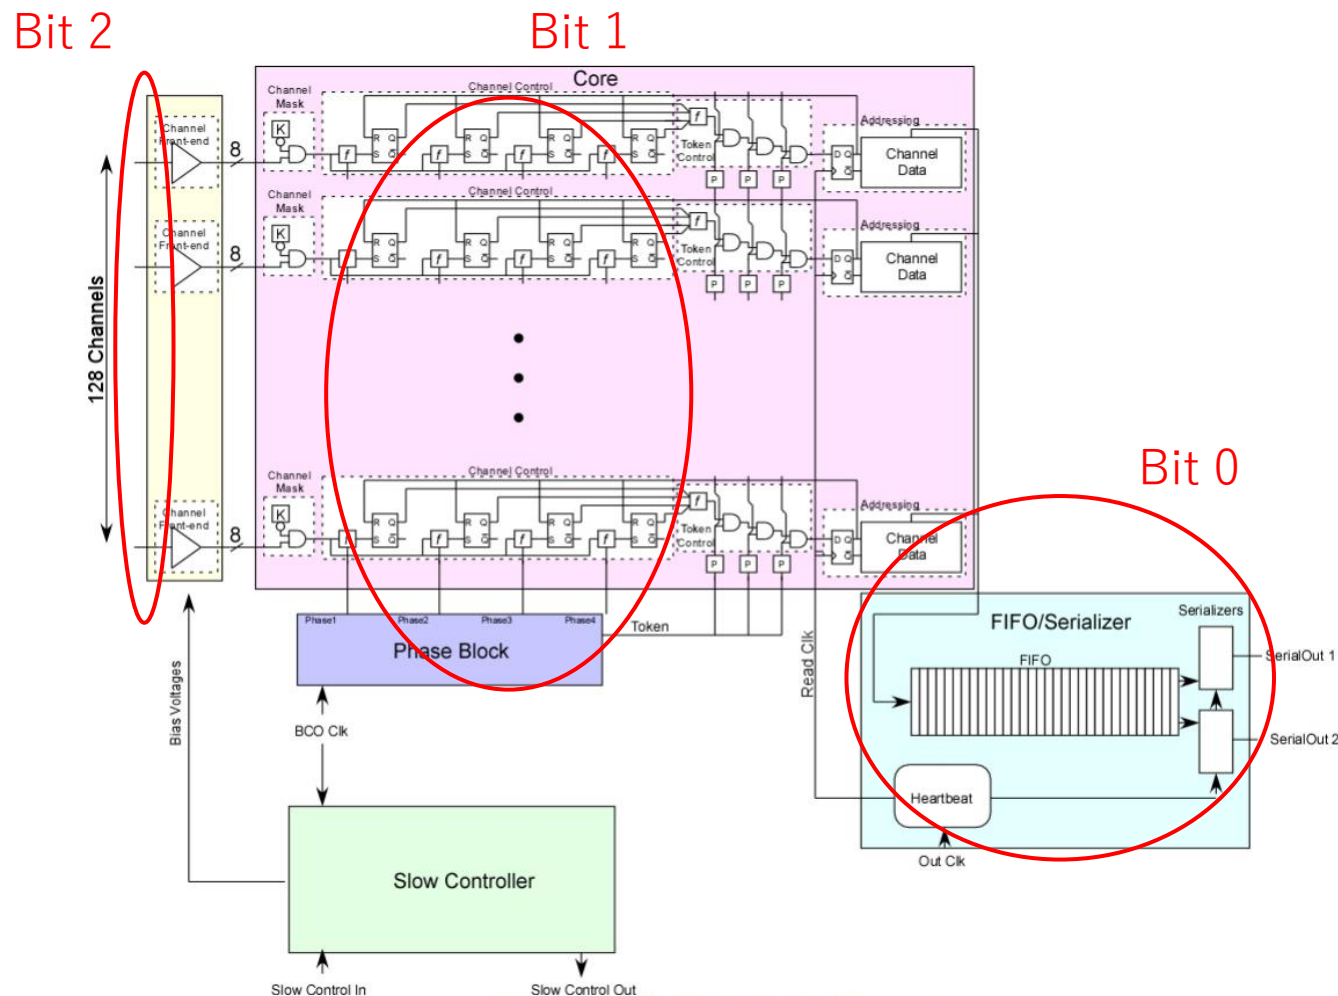 Bit 2
Bit 1
Core
Channel Control
Channel
Mask
Channel
Front-end
8
K
R Q
S Q
R Q
S Q
R Q
S Q
R Q
S Q
f
f
f
f
f
Token
Control
P
P
P
Addressing
D Q
Q
Channel
Data
Channel Control
Channel
Mask
Channel
Front-end
8
K
R Q
S Q
R Q
S Q
R Q
S Q
R Q
S Q
f
f
f
f
f
Token
Control
P
P
P
Addressing
D Q
Q
Channel
Data
128 Channels
Bit 0
Channel Control
Channel
Mask
Channel
Front-end
8
K
R Q
S Q
R Q
S Q
R Q
S Q
R Q
S Q
f
f
f
f
f
Token
Control
P
P
P
Addressing
D Q
Q
Channel
Data
Phase1
Phase2
Phase3
Phase4
Phase Block
Token
Read Clk
FIFO/Serializer
Serializers
FIFO
SerialOut 1
SerialOut 2
Heartbeat
Out Clk
Bias Voltages
BCO Clk
Slow Controller
Slow Control In
Slow Control Out